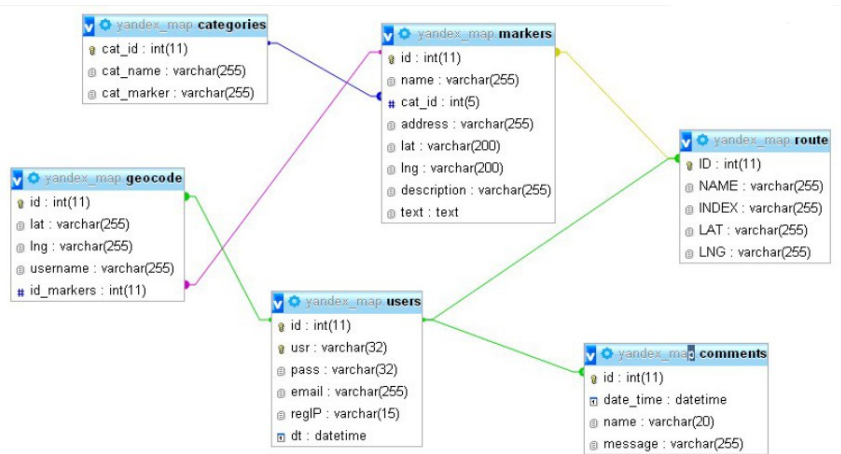 yandex_map categories
cat_id : int(11)
cat_name : varchar(255)
cat_marker : varchar(255)
yandex_map markers
id : int(11)
name : varchar(255)
cat_id : int(5)
address : varchar(255)
lat : varchar(200)
lng : varchar(200)
description : varchar(255)
text : text
yandex_map route
ID : int(11)
NAME : varchar(255)
INDEX : varchar(255)
LAT : varchar(255)
LNG : varchar(255)
yandex_map geocode
id : int(11)
lat : varchar(255)
lng : varchar(255)
username : varchar(255)
id_markers : int(11)
yandex_map users
id : int(11)
usr : varchar(32)
pass : varchar(32)
email : varchar(255)
regIP : varchar(15)
dt : datetime
yandex_ma comments
id : int(11)
date_time : datetime
name : varchar(20)
message : varchar(255)